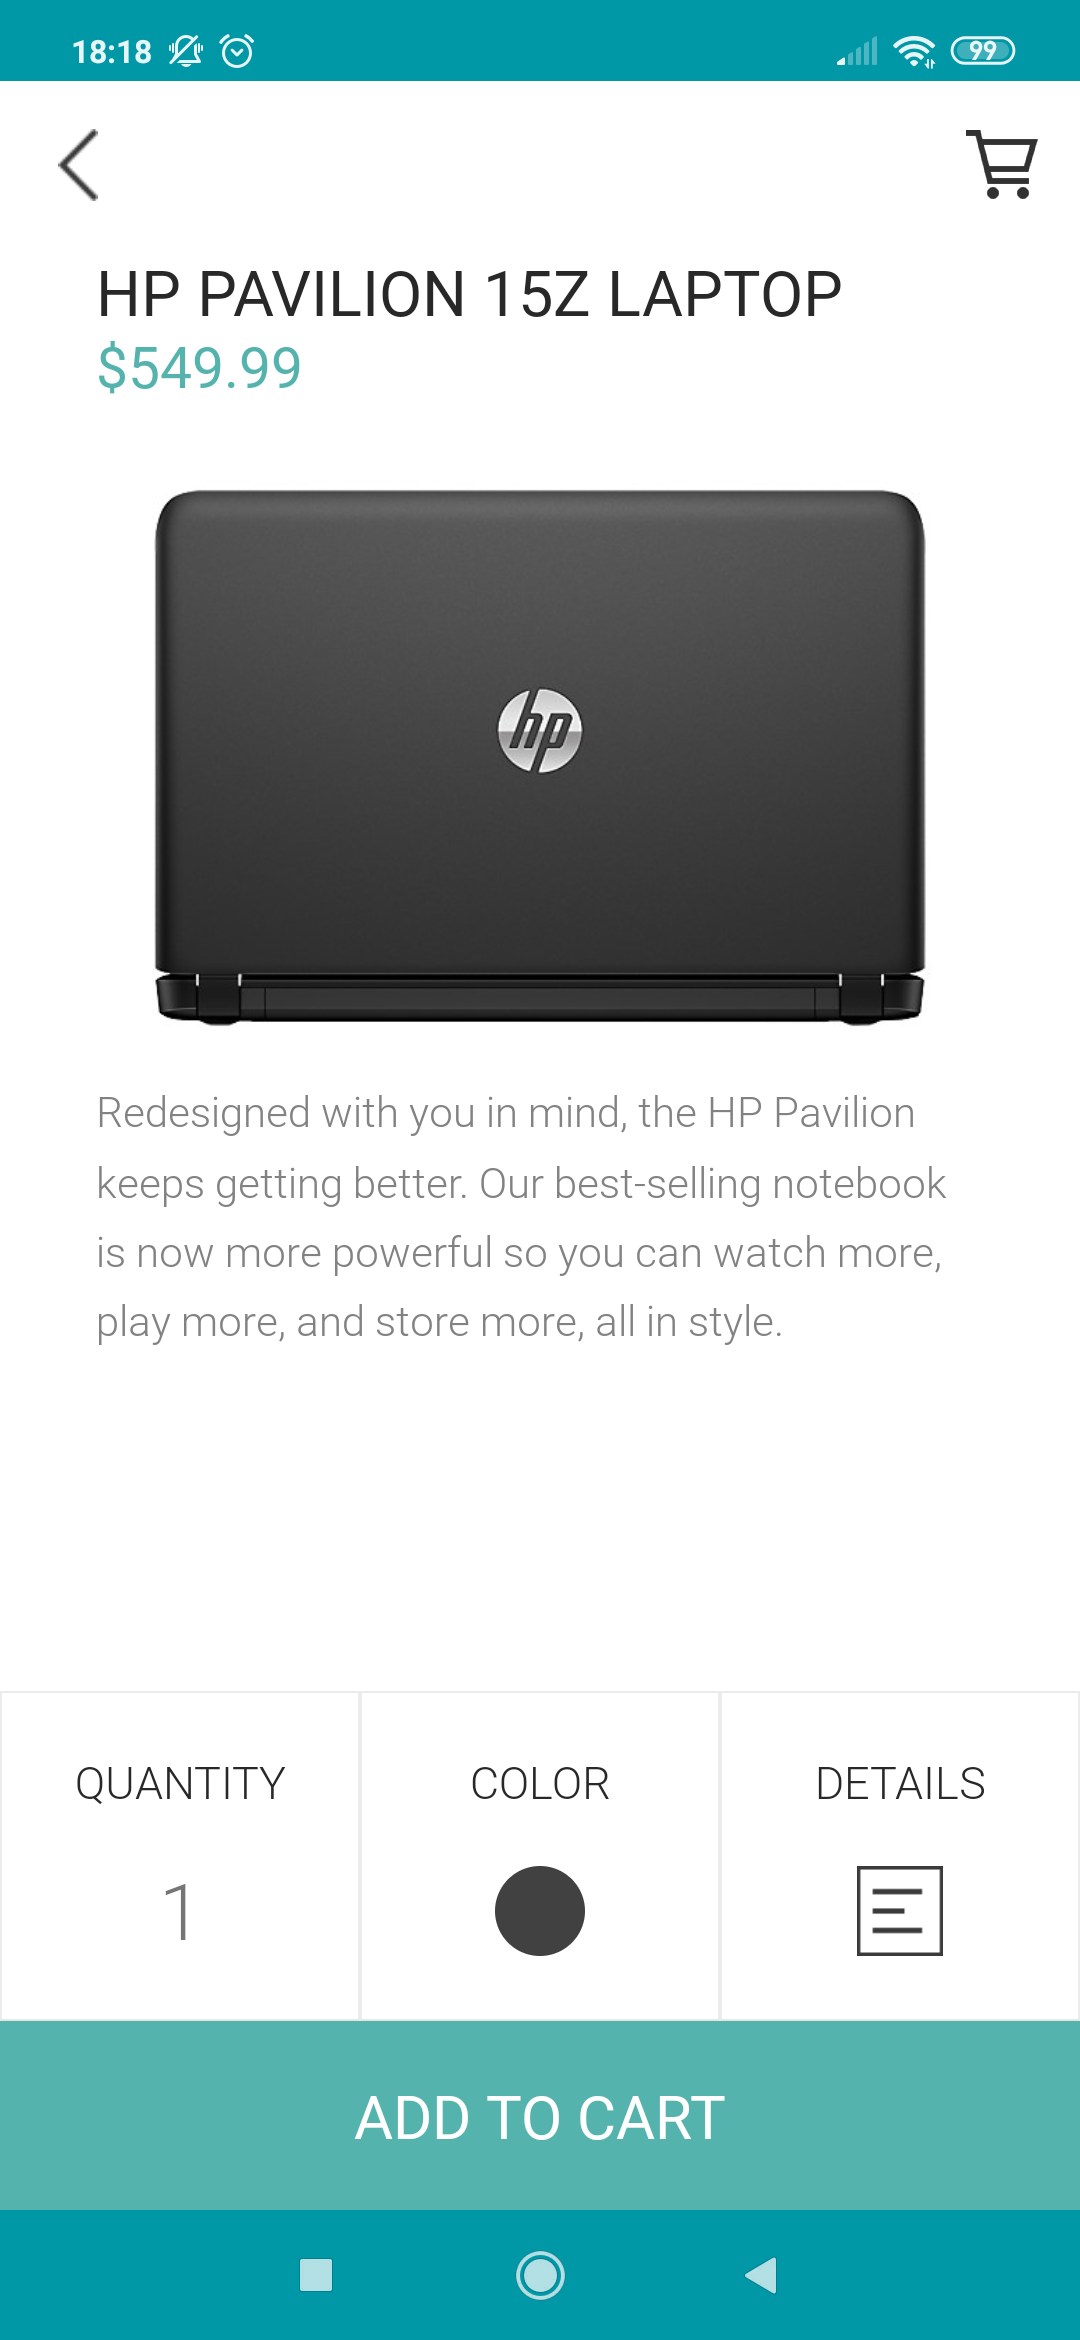 18:18
99
HP PAVILION 15Z LAPTOP
$549.99
hp
Redesigned with you in mind, the HP Pavilion
keeps getting better. Our best-selling notebook
is now more powerful so you can watch more,
play more, and store more, all in style.
QUANTITY COLOR DETAILS
1
ADD TO CART